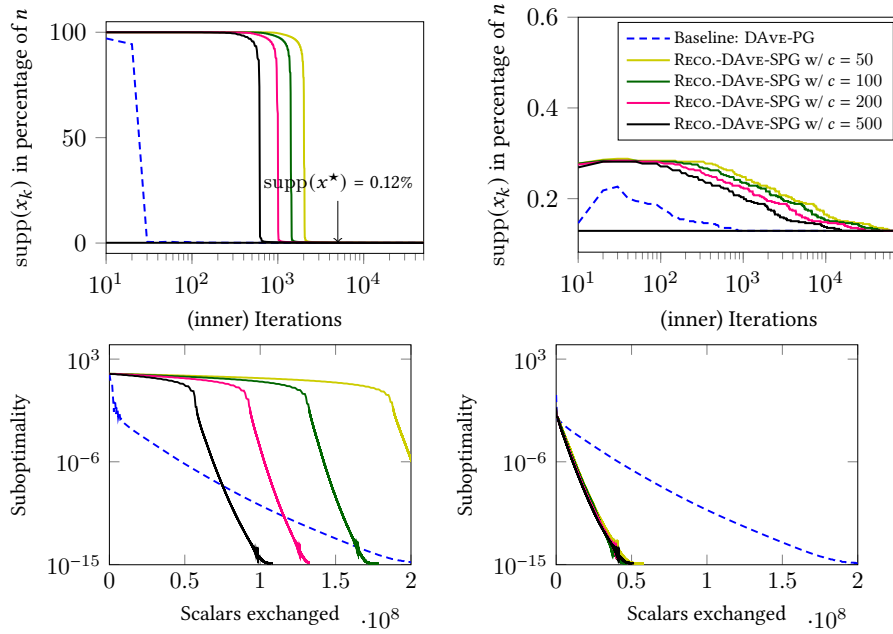 supp(x_k) in percentage of n
100
50
0
supp(x★) = 0.12%
10^1
10^2
10^3
10^4
(inner) Iterations
supp(x_k) in percentage of n
0.6
0.4
0.2
Baseline: DAve-PG
Reco.-DAve-SPG w/ c = 50
Reco.-DAve-SPG w/ c = 100
Reco.-DAve-SPG w/ c = 200
Reco.-DAve-SPG w/ c = 500
10^1
10^2
10^3
10^4
(inner) Iterations
Suboptimality
10^3
10^-6
10^-15
0
0.5
1
1.5
2
Scalars exchanged
·10^8
Suboptimality
10^3
10^-6
10^-15
0
0.5
1
1.5
2
Scalars exchanged
·10^8